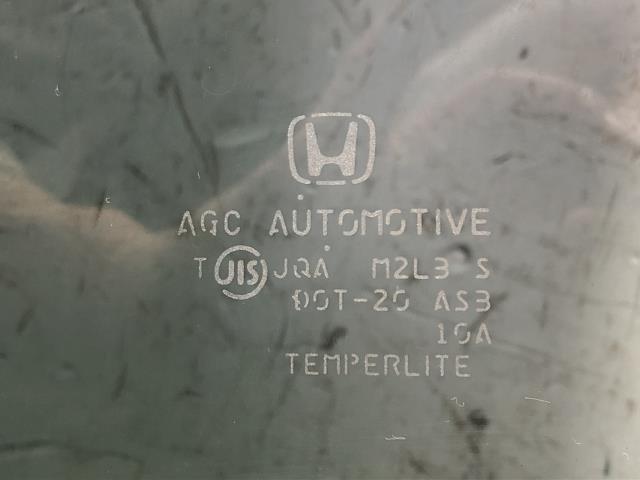 AGC AUTOMOTIVE
T JIS JQA M2L3 S
DOT-20 AS3
10A
TEMPERLITE